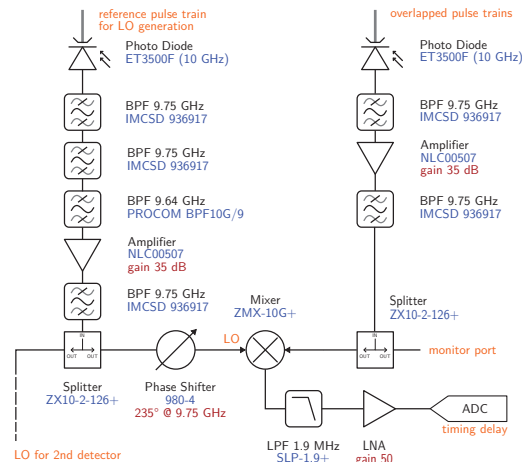 reference pulse train
for LO generation
Photo Diode
ET3500F (10 GHz)
BPF 9.75 GHz
IMCSD 936917
BPF 9.75 GHz
IMCSD 936917
BPF 9.64 GHz
PROCOM BPF10G/9
Amplifier
NLC00507
gain 35 dB
BPF 9.75 GHz
IMCSD 936917
IN
OUT OUT
Splitter
ZX10-2-126+
LO for 2nd detector
Phase Shifter
980-4
235° @ 9.75 GHz
LO
Mixer
ZMX-10G+
overlapped pulse trains
Photo Diode
ET3500F (10 GHz)
BPF 9.75 GHz
IMCSD 936917
Amplifier
NLC00507
gain 35 dB
BPF 9.75 GHz
IMCSD 936917
Splitter
ZX10-2-126+
IN
OUT OUT
monitor port
LPF 1.9 MHz
SLP-1.9+
LNA
gain 50
ADC
timing delay